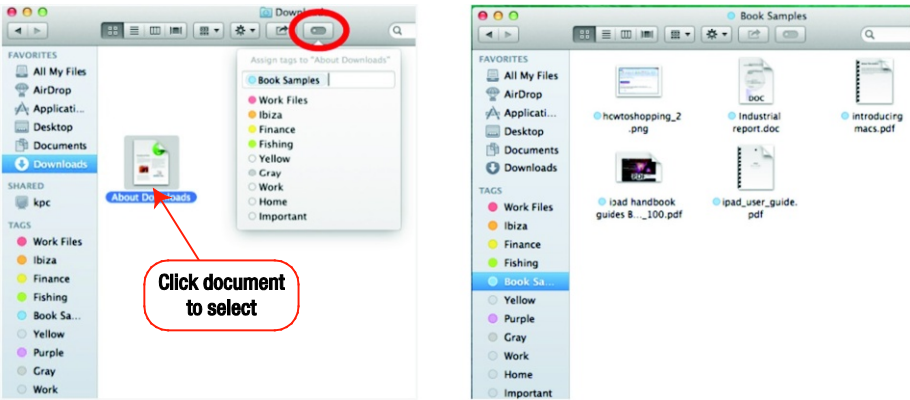 Downloads
FAVORITES
All My Files
AirDrop
Applicati...
Desktop
Documents
Downloads
SHARED
kpc
TAGS
Work Files
Ibiza
Finance
Fishing
Book Sa...
Yellow
Purple
Gray
Work
Assign tags to "About Downloads"
Book Samples
Work Files
Ibiza
Finance
Fishing
Yellow
Gray
Work
Home
Important
About Downloads
Click document
to select
Book Samples
FAVORITES
All My Files
AirDrop
Applicati...
Desktop
Documents
Downloads
TAGS
Work Files
Ibiza
Finance
Fishing
Book Sa...
Yellow
Purple
Gray
Work
Home
Important
hcwtoshopping_2
.png
DOC
Industrial
report.doc
introducing
macs.pdf
PDF
ipad handbook
guides B..._100.pdf
ipad_user_guide.
pdf